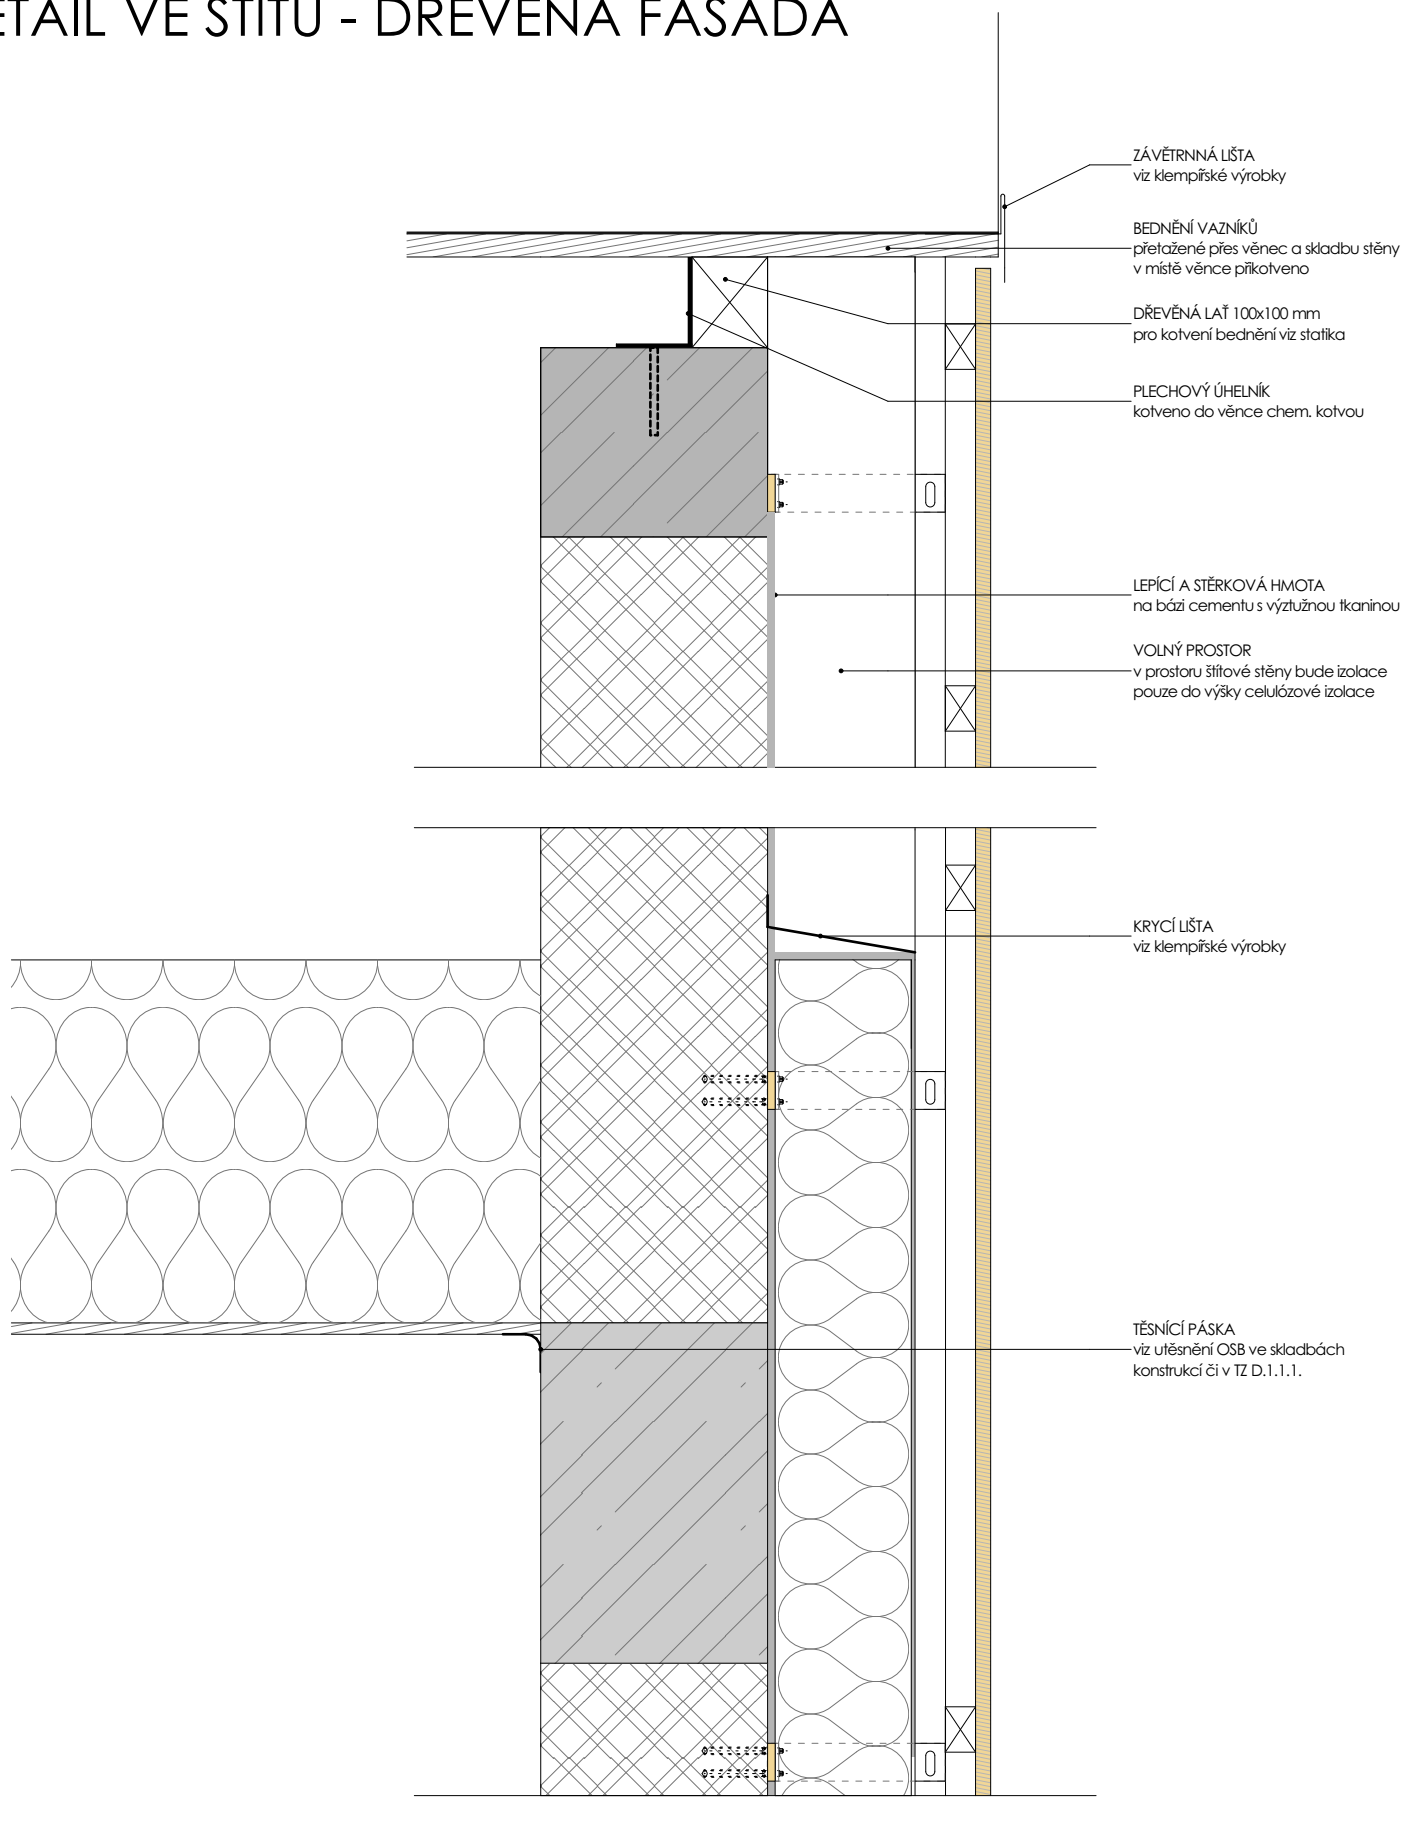 ETAIL VE ŠTÍTU - DŘEVĚNÁ FASÁDA
ZÁVĚTRNNÁ LIŠTA
viz klempířské výrobky
BEDNĚNÍ VAZNÍKŮ
přetažené přes věnec a skladbu stěny
v místě věnce přikotveno
DŘEVĚNÁ LAŤ 100x100 mm
pro kotvení bednění viz statika
PLECHOVÝ ÚHELNÍK
kotveno do věnce chem. kotvou
LEPÍCÍ A STĚRKOVÁ HMOTA
na bázi cementu s výztužnou tkaninou
VOLNÝ PROSTOR
v prostoru štítové stěny bude izolace
pouze do výšky celulózové izolace
KRYCÍ LIŠTA
viz klempířské výrobky
TĚSNÍCÍ PÁSKA
viz utěsnění OSB ve skladbách
konstrukcí či v TZ D.1.1.1.